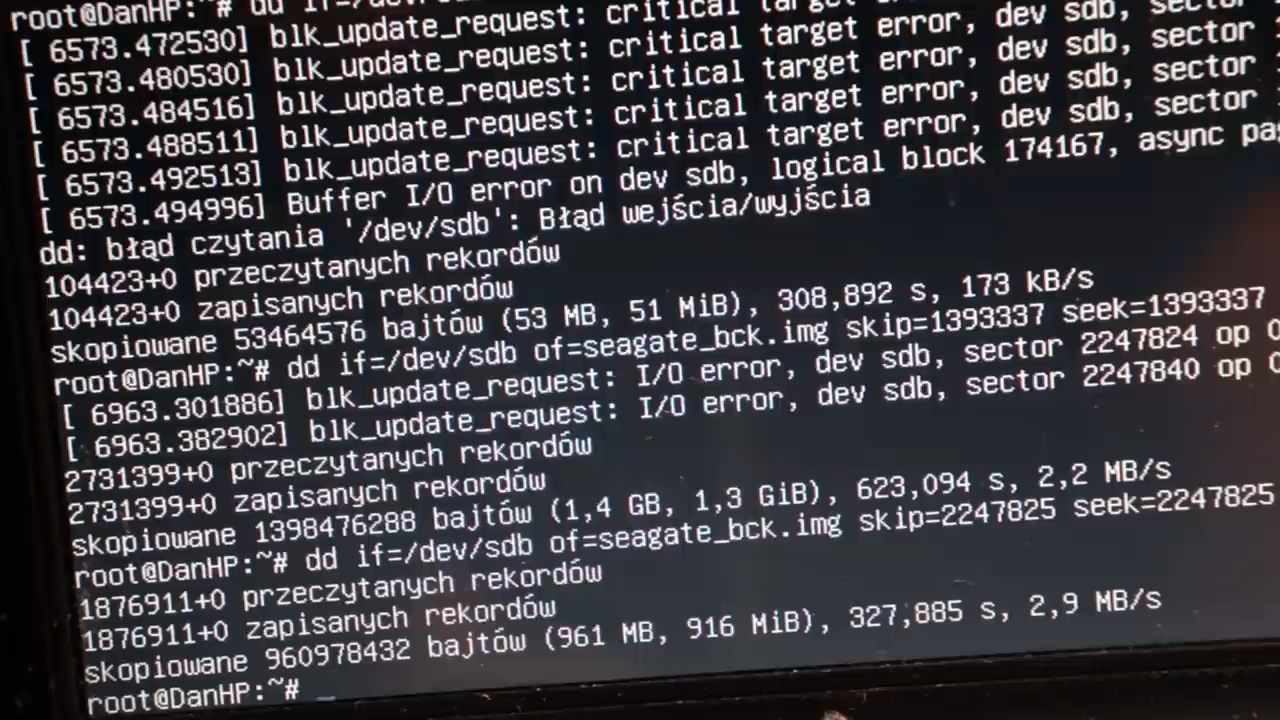 root@DanHP:~# dd
[ 6573.472530] blk_update_request: critical target error, dev sdb,
[ 6573.480530] blk_update_request: critical target error, dev sdb, sector
[ 6573.484516] blk_update_request: critical target error, dev sdb, sector
[ 6573.488511] blk_update_request: critical target error, dev sdb, sector
[ 6573.492513] blk_update_request: critical target error, dev sdb, sector
[ 6573.494996] Buffer I/O error on dev sdb, logical block 174167, async
dd: błąd czytania '/dev/sdb': Błąd wejścia/wyjścia
104423+0 przeczytanych rekordów
104423+0 zapisanych rekordów
skopiowane 53464576 bajtów (53 MB, 51 MiB), 308,892 s, 173 kB/s
root@DanHP:~# dd if=/dev/sdb of=seagate_bck.img skip=1393337 seek=1393337
[ 6963.301886] blk_update_request: I/O error, dev sdb, sector 2247824 op
[ 6963.382902] blk_update_request: I/O error, dev sdb, sector 2247840 op
2731399+0 przeczytanych rekordów
2731399+0 zapisanych rekordów
skopiowane 1398476288 bajtów (1,4 GB, 1,3 GiB), 623,094 s, 2,2 MB/s
root@DanHP:~# dd if=/dev/sdb of=seagate_bck.img skip=2247825 seek=2247825
1876911+0 przeczytanych rekordów
1876911+0 zapisanych rekordów
skopiowane 960978432 bajtów (961 MB, 916 MiB), 327,885 s, 2,9 MB/s
root@DanHP:~# _